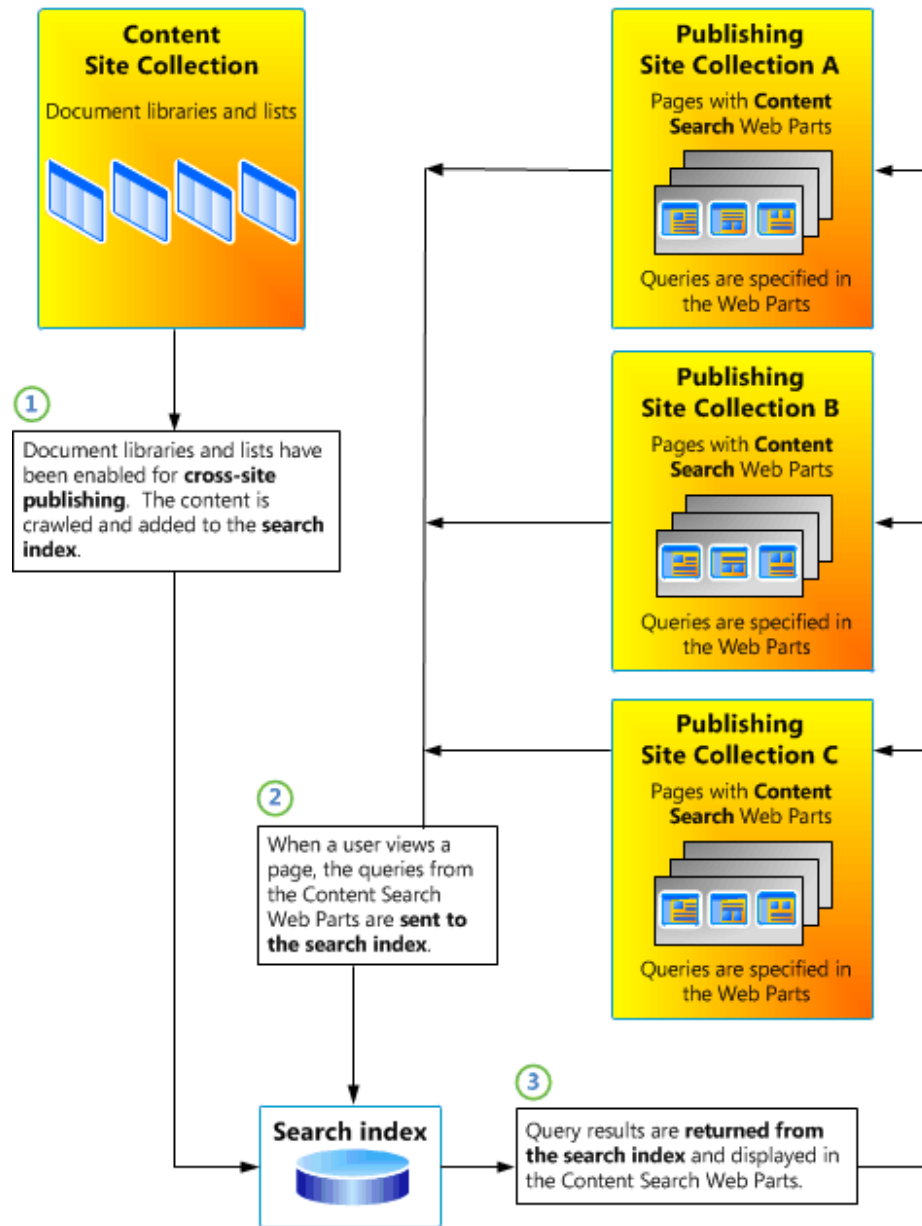 Content
Site Collection
Document libraries and lists
1
Document libraries and lists have
been enabled for cross-site
publishing. The content is
crawled and added to the search
index.
Publishing
Site Collection A
Pages with Content
Search Web Parts
Queries are specified in
the Web Parts
Publishing
Site Collection B
Pages with Content
Search Web Parts
Queries are specified in
the Web Parts
Publishing
Site Collection C
Pages with Content
Search Web Parts
Queries are specified in
the Web Parts
2
When a user views a
page, the queries from
the Content Search
Web Parts are sent to
the search index.
Search index
3
Query results are returned from
the search index and displayed in
the Content Search Web Parts.